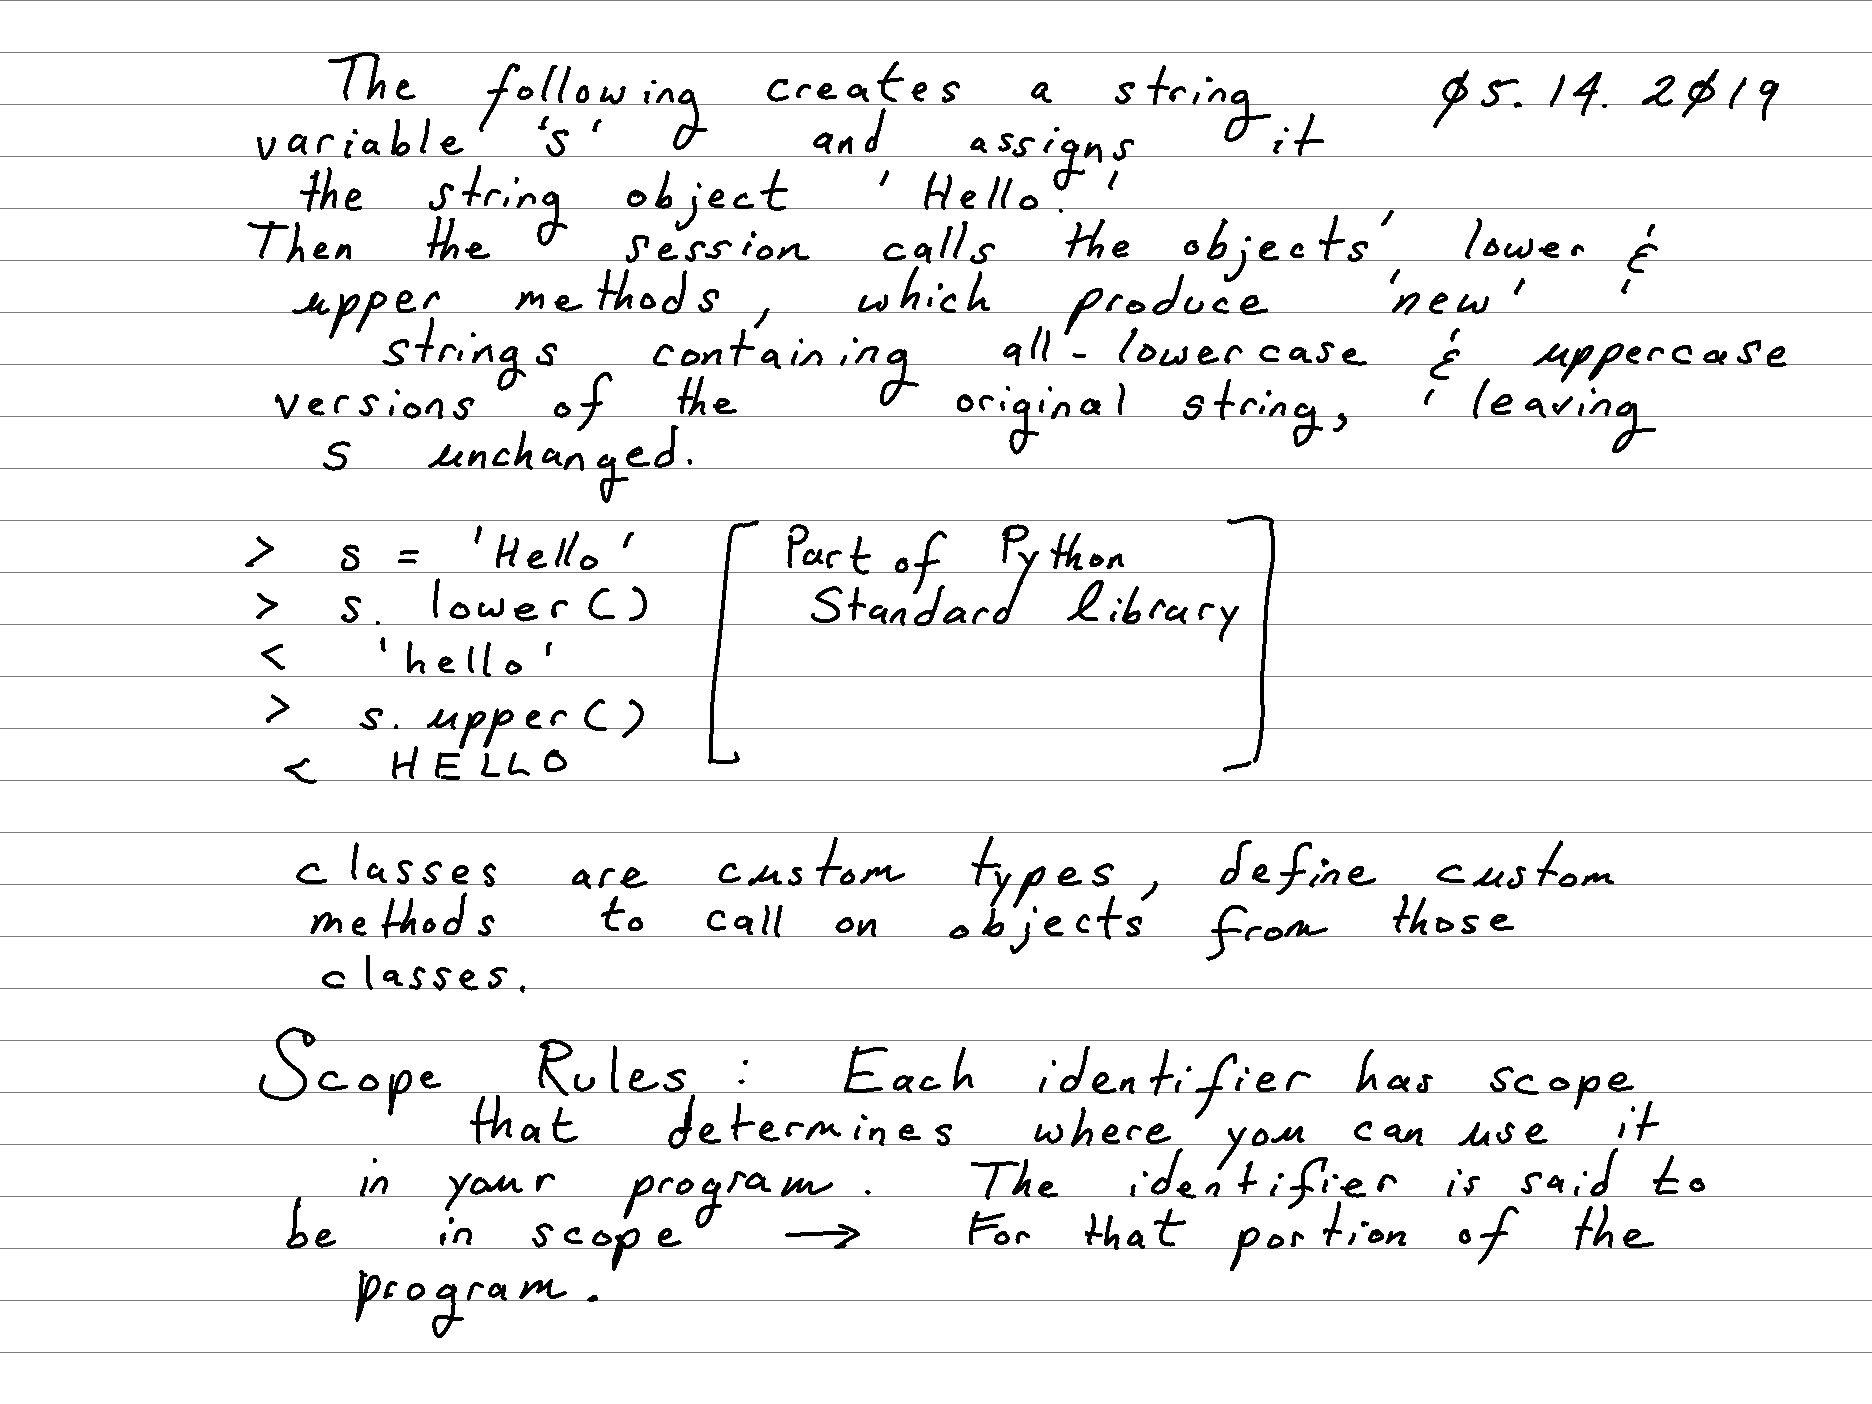 The following creates a string ø5.14.2ø19
variable 's' and assigns it
the string object 'Hello.'
Then the session calls the objects' lower &
upper methods, which produce 'new'
strings containing all-lowercase & uppercase
versions of the original string, leaving
s unchanged.
> s = 'Hello' [ Part of Python
> s. lower() Standard library ]
< 'hello'
> s. upper()
< HELLO
classes are custom types, define custom
methods to call on objects from those
classes.
Scope Rules : Each identifier has scope
that determines where you can use it
in your program. The identifier is said to
be in scope → For that portion of the
program.